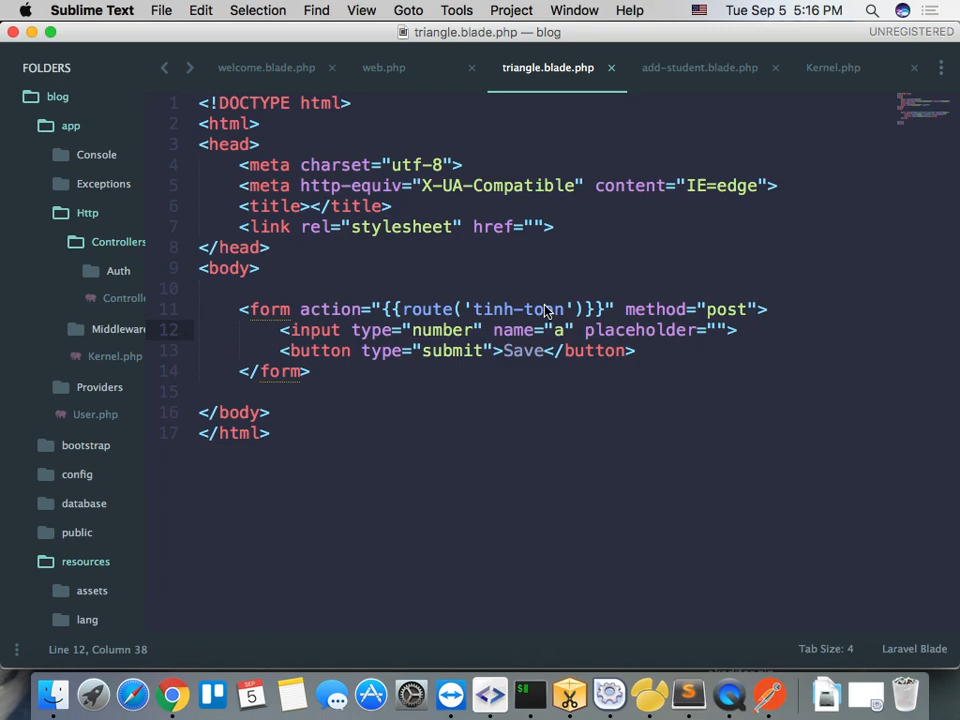 Sublime Text File Edit Selection Find View Goto Tools Project Window Help Tue Sep 5 5:16 PM
triangle.blade.php — blog UNREGISTERED
FOLDERS
blog
app
Console
Exceptions
Http
Controllers
Auth
Controlle
Middleware
Kernel.php
Providers
User.php
bootstrap
config
database
public
resources
assets
lang
welcome.blade.php × web.php × triangle.blade.php × add-student.blade.php × Kernel.php ×
1 <!DOCTYPE html>
2 <html>
3 <head>
4 <meta charset="utf-8">
5 <meta http-equiv="X-UA-Compatible" content="IE=edge">
6 <title></title>
7 <link rel="stylesheet" href="">
8 </head>
9 <body>
10
11 <form action="{{route('tinh-toan')}}" method="post">
12 <input type="number" name="a" placeholder="">
13 <button type="submit">Save</button>
14 </form>
15
16 </body>
17 </html>
Line 12, Column 38 Tab Size: 4 Laravel Blade
SEP
5